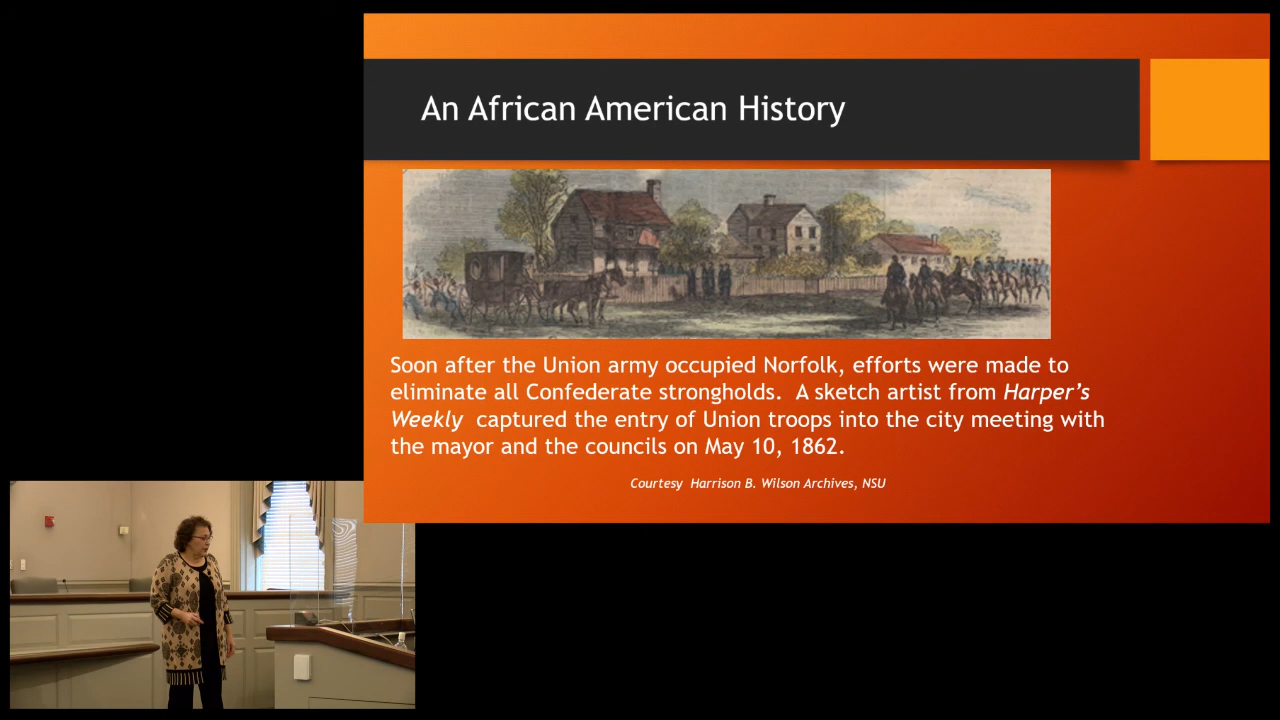 An African American History
Soon after the Union army occupied Norfolk, efforts were made to
eliminate all Confederate strongholds.  A sketch artist from Harper’s
Weekly  captured the entry of Union troops into the city meeting with
the mayor and the councils on May 10, 1862.
Courtesy  Harrison B. Wilson Archives, NSU